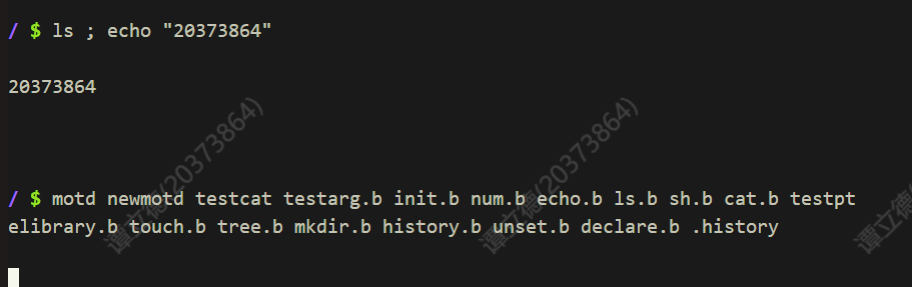 / $ ls ; echo "20373864"
20373864
/ $ motd newmotd testcat testarg.b init.b num.b echo.b ls.b sh.b cat.b testpt
elibrary.b touch.b tree.b mkdir.b history.b unset.b declare.b .history
谭立德(20373864)
谭立德(20373864)
谭立德